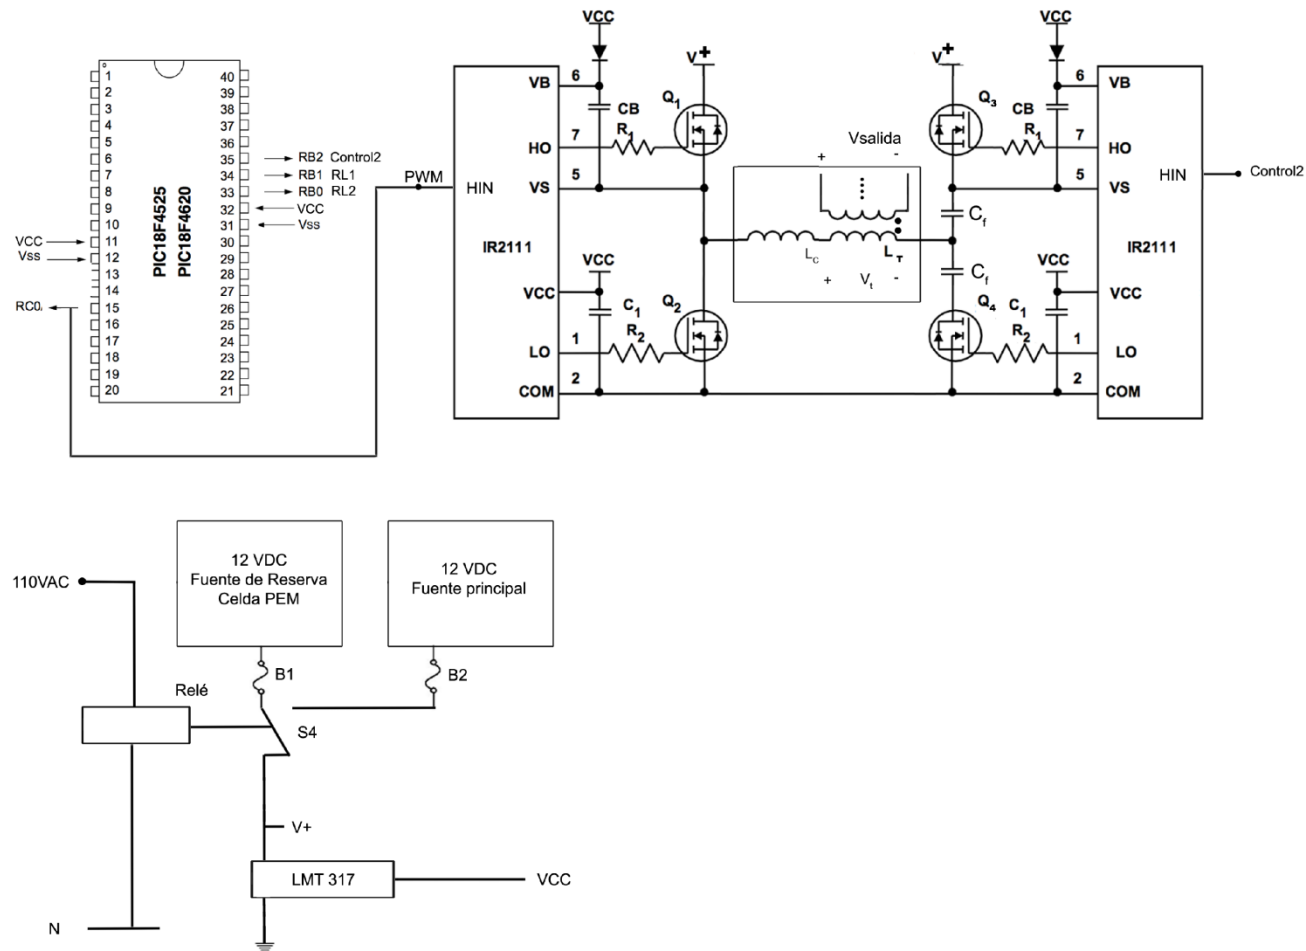 VCC
VCC
V+
V+
1
2
3
4
5
6
7
8
9
10
11
12
13
14
15
16
17
18
19
20
40
39
38
37
36
35
34
33
32
31
30
29
28
27
26
25
24
23
22
21
PIC18F4525
PIC18F4620
VCC
Vss
RC0
RB2 Control2
RB1 RL1
RB0 RL2
VCC
Vss
PWM
HIN
IR2111
VB
6
HO
7
VS
5
VCC
LO
1
COM
2
CB
R1
Q1
VCC
C1
R2
Q2
Vsalida
+ -
LC
LT
+ Vt -
Q3
CB
R1
Cf
Cf
Q4
VCC
C1
R2
6
VB
7
HO
5
VS
HIN
Control2
IR2111
VCC
1
LO
2
COM
110VAC
12 VDC
Fuente de Reserva
Celda PEM
12 VDC
Fuente principal
B1
B2
Relé
S4
V+
LMT 317
VCC
N